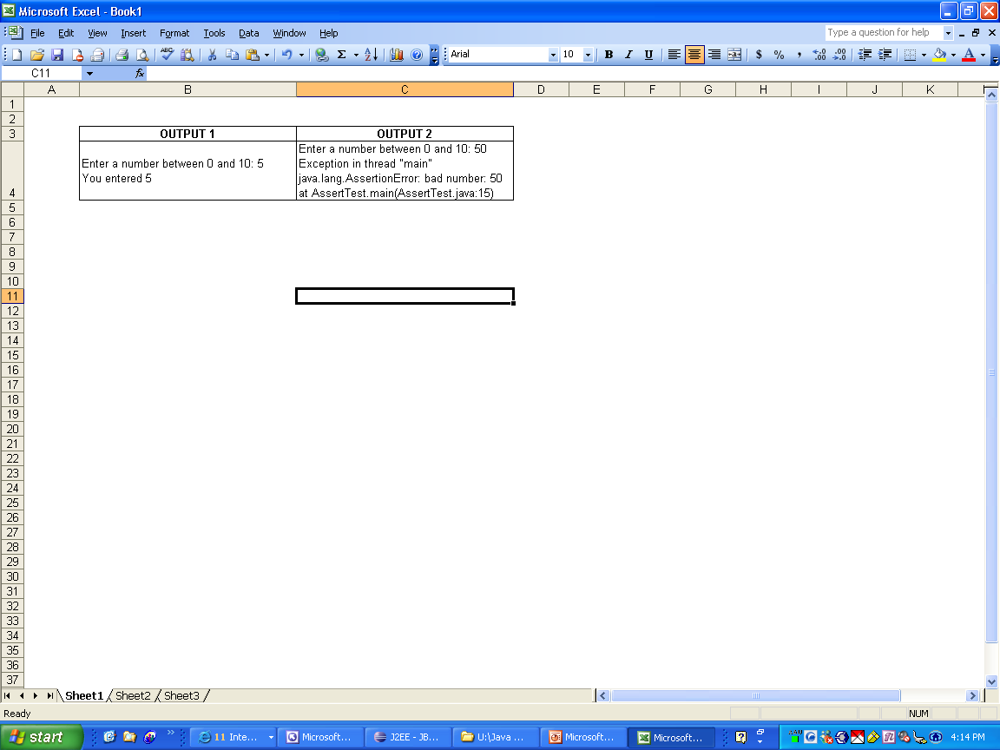 Microsoft Excel - Book1
File Edit View Insert Format Tools Data Window Help
Type a question for help
Arial 10 B I U $ % ,
C11 fx
A B C D E F G H I J K
1
2
3 OUTPUT 1 OUTPUT 2
Enter a number between 0 and 10: 5
You entered 5
Enter a number between 0 and 10: 50
Exception in thread "main"
java.lang.AssertionError: bad number: 50
at AssertTest.main(AssertTest.java:15)
4
5
6
7
8
9
10
11
12
13
14
15
16
17
18
19
20
21
22
23
24
25
26
27
28
29
30
31
32
33
34
35
36
37
Sheet1 Sheet2 Sheet3
Ready NUM
start 11 Inte... Microsoft... J2EE - JB... U:\Java ... Microsoft... Microsoft... 4:14 PM